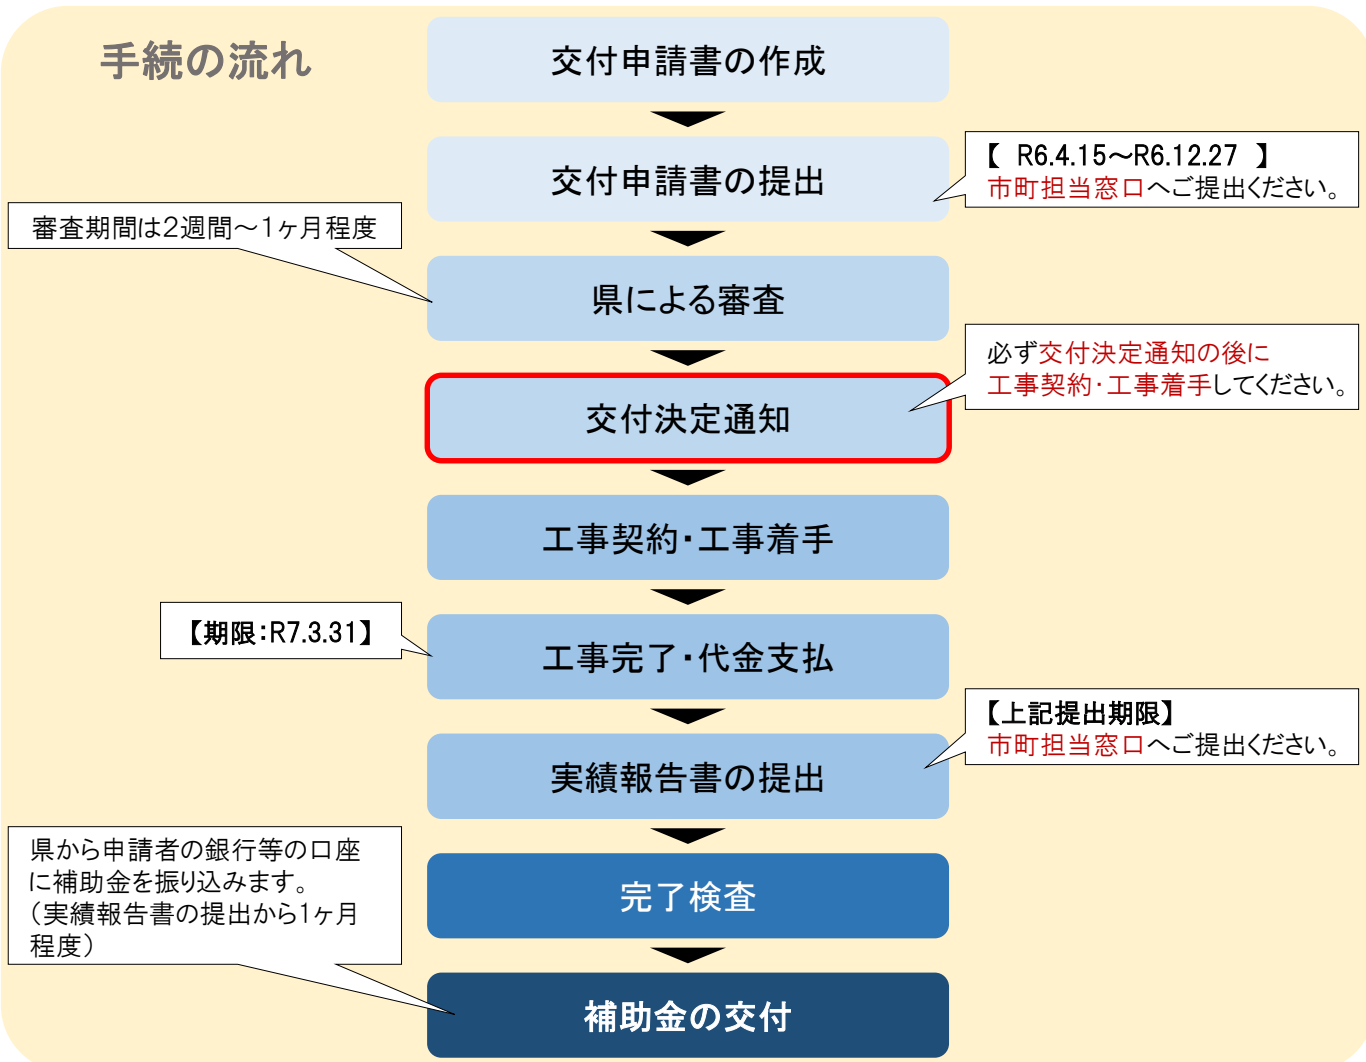 手続の流れ
交付申請書の作成
交付申請書の提出
【 R6.4.15～R6.12.27 】
市町担当窓口へご提出ください。
審査期間は2週間～1ヶ月程度
県による審査
必ず交付決定通知の後に
工事契約・工事着手してください。
交付決定通知
工事契約・工事着手
【期限：R7.3.31】
工事完了・代金支払
【上記提出期限】
市町担当窓口へご提出ください。
実績報告書の提出
県から申請者の銀行等の口座
に補助金を振り込みます。
（実績報告書の提出から1ヶ月
程度）
完了検査
補助金の交付